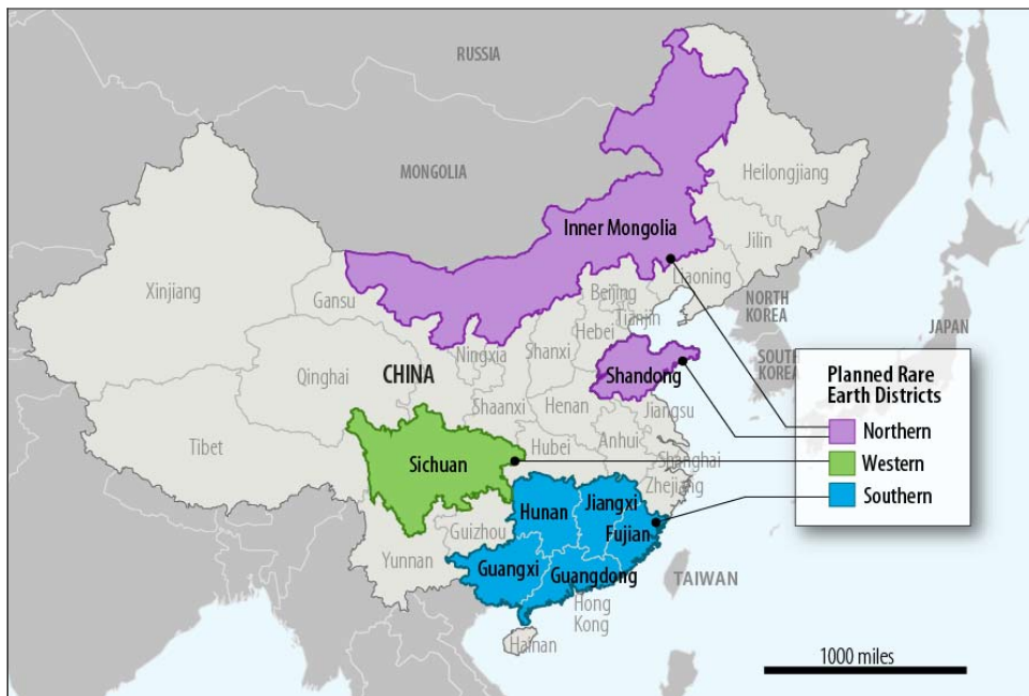 RUSSIA
MONGOLIA
Heilongjiang
Inner Mongolia
Jilin
Xinjiang
Gansu
Liaoning
Beijing
Tianjin
Hebei
NORTH
KOREA
JAPAN
Ningxia
Shanxi
Qinghai
CHINA
Shandong
SOUTH
KOREA
Shaanxi
Henan
Jiangsu
Tibet
Sichuan
Hubei
Anhui
Shanghai
Zhejiang
Hunan
Jiangxi
Guizhou
Fujian
Yunnan
Guangxi
Guangdong
TAIWAN
Hong
Kong
Hainan
Planned Rare
Earth Districts
Northern
Western
Southern
1000 miles